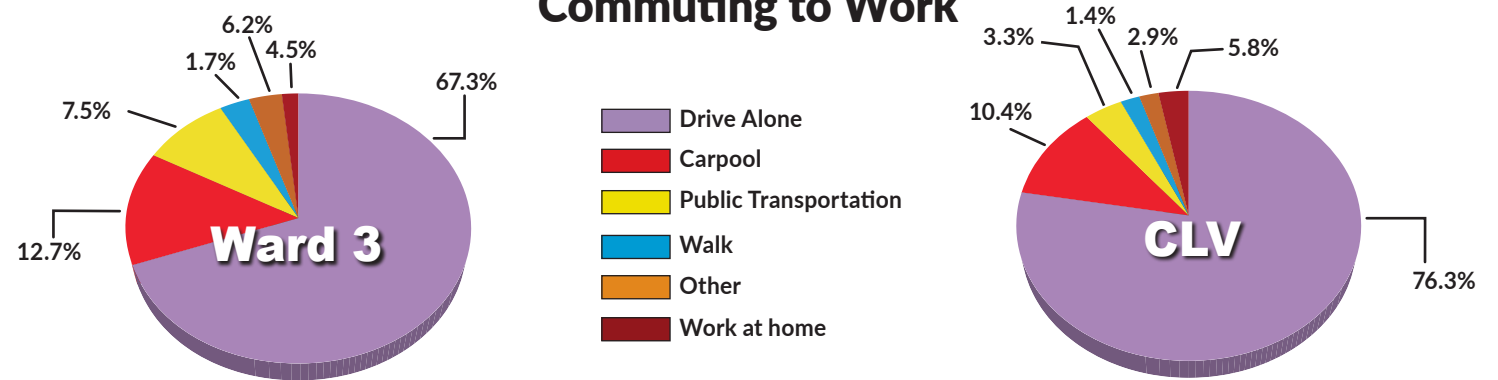 Commuting to Work
6.2%
4.5%
1.7%
67.3%
7.5%
12.7%
Ward 3
Drive Alone
Carpool
Public Transportation
Walk
Other
Work at home
1.4%
3.3%
2.9%
5.8%
10.4%
CLV
76.3%